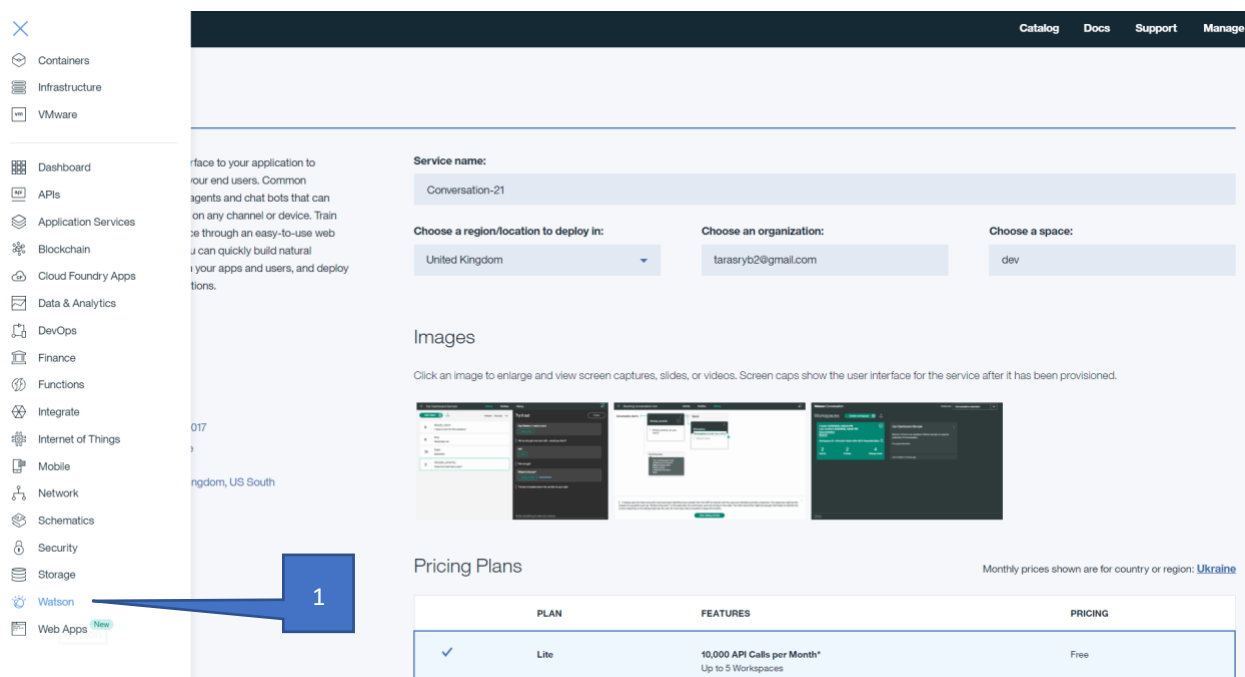 Catalog Docs Support Manage
Containers
Infrastructure
VMware
Dashboard
APIs
Application Services
Blockchain
Cloud Foundry Apps
Data & Analytics
DevOps
Finance
Functions
Integrate
Internet of Things
Mobile
Network
Schematics
Security
Storage
Watson
Web Apps New
1
rface to your application to
your end users. Common
agents and chat bots that can
on any channel or device. Train
ce through an easy-to-use web
u can quickly build natural
your apps and users, and deploy
tions.
017
ngdom, US South
Service name:
Conversation-21
Choose a region/location to deploy in: Choose an organization: Choose a space:
United Kingdom tarasryb2@gmail.com dev
Images
Click an image to enlarge and view screen captures, slides, or videos. Screen caps show the user interface for the service after it has been provisioned.
Pricing Plans
Monthly prices shown are for country or region: Ukraine
PLAN FEATURES PRICING
Lite 10,000 API Calls per Month* Free
Up to 5 Workspaces